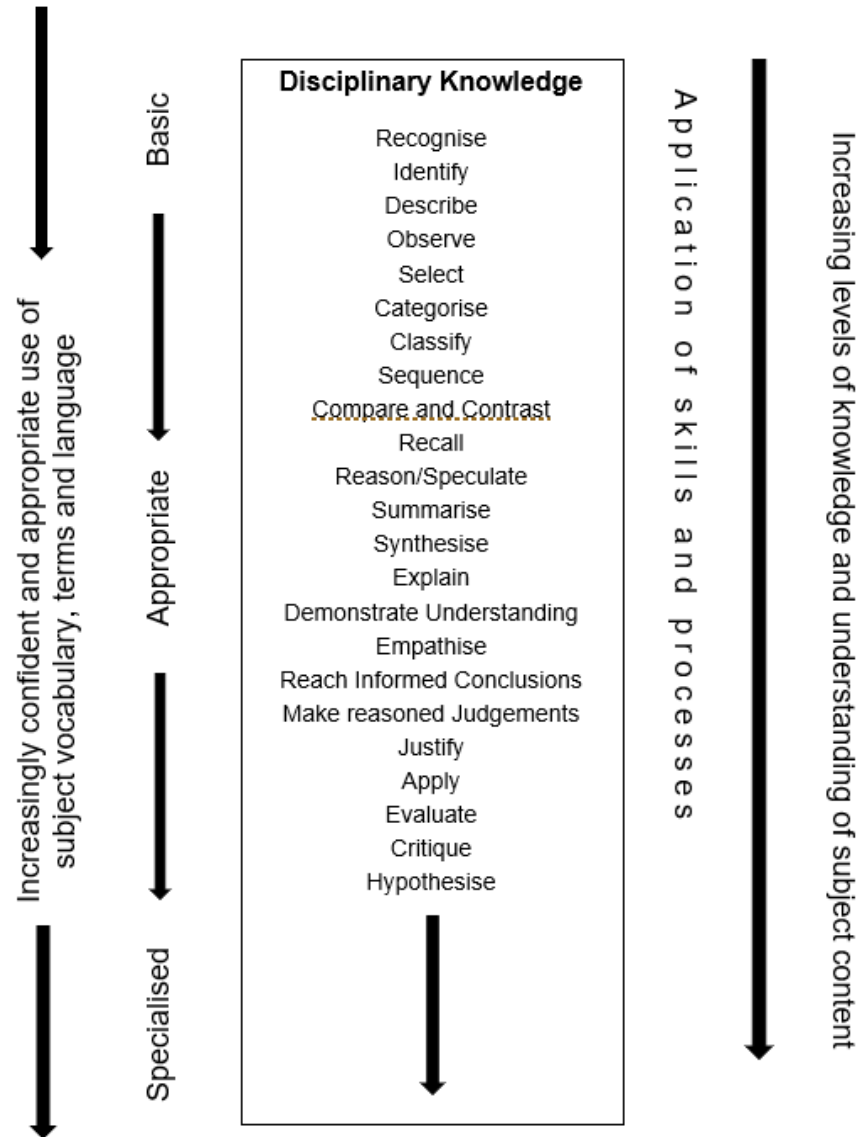 Increasingly confident and appropriate use of
subject vocabulary, terms and language
Basic
Appropriate
Specialised
Disciplinary Knowledge
Recognise
Identify
Describe
Observe
Select
Categorise
Classify
Sequence
Compare and Contrast
Recall
Reason/Speculate
Summarise
Synthesise
Explain
Demonstrate Understanding
Empathise
Reach Informed Conclusions
Make reasoned Judgements
Justify
Apply
Evaluate
Critique
Hypothesise
Application of skills and processes
Increasing levels of knowledge and understanding of subject content